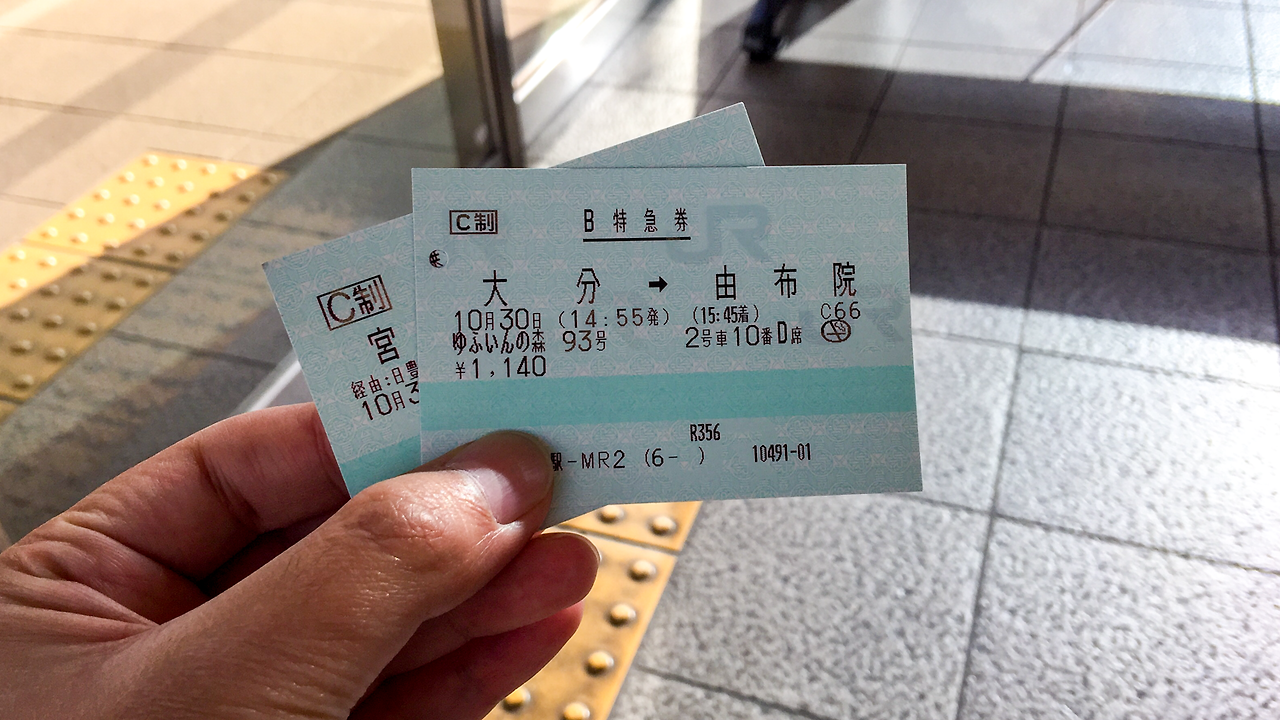 C制
B特急券
JR
大分➡由布院
10月30日 (14:55発) (15:45着) C66
ゆふいんの森 93号 2号車10番D席
¥1,140
R356
駅-MR2 (6- ) 10491-01
C制
宮
経由:日豊
10月3